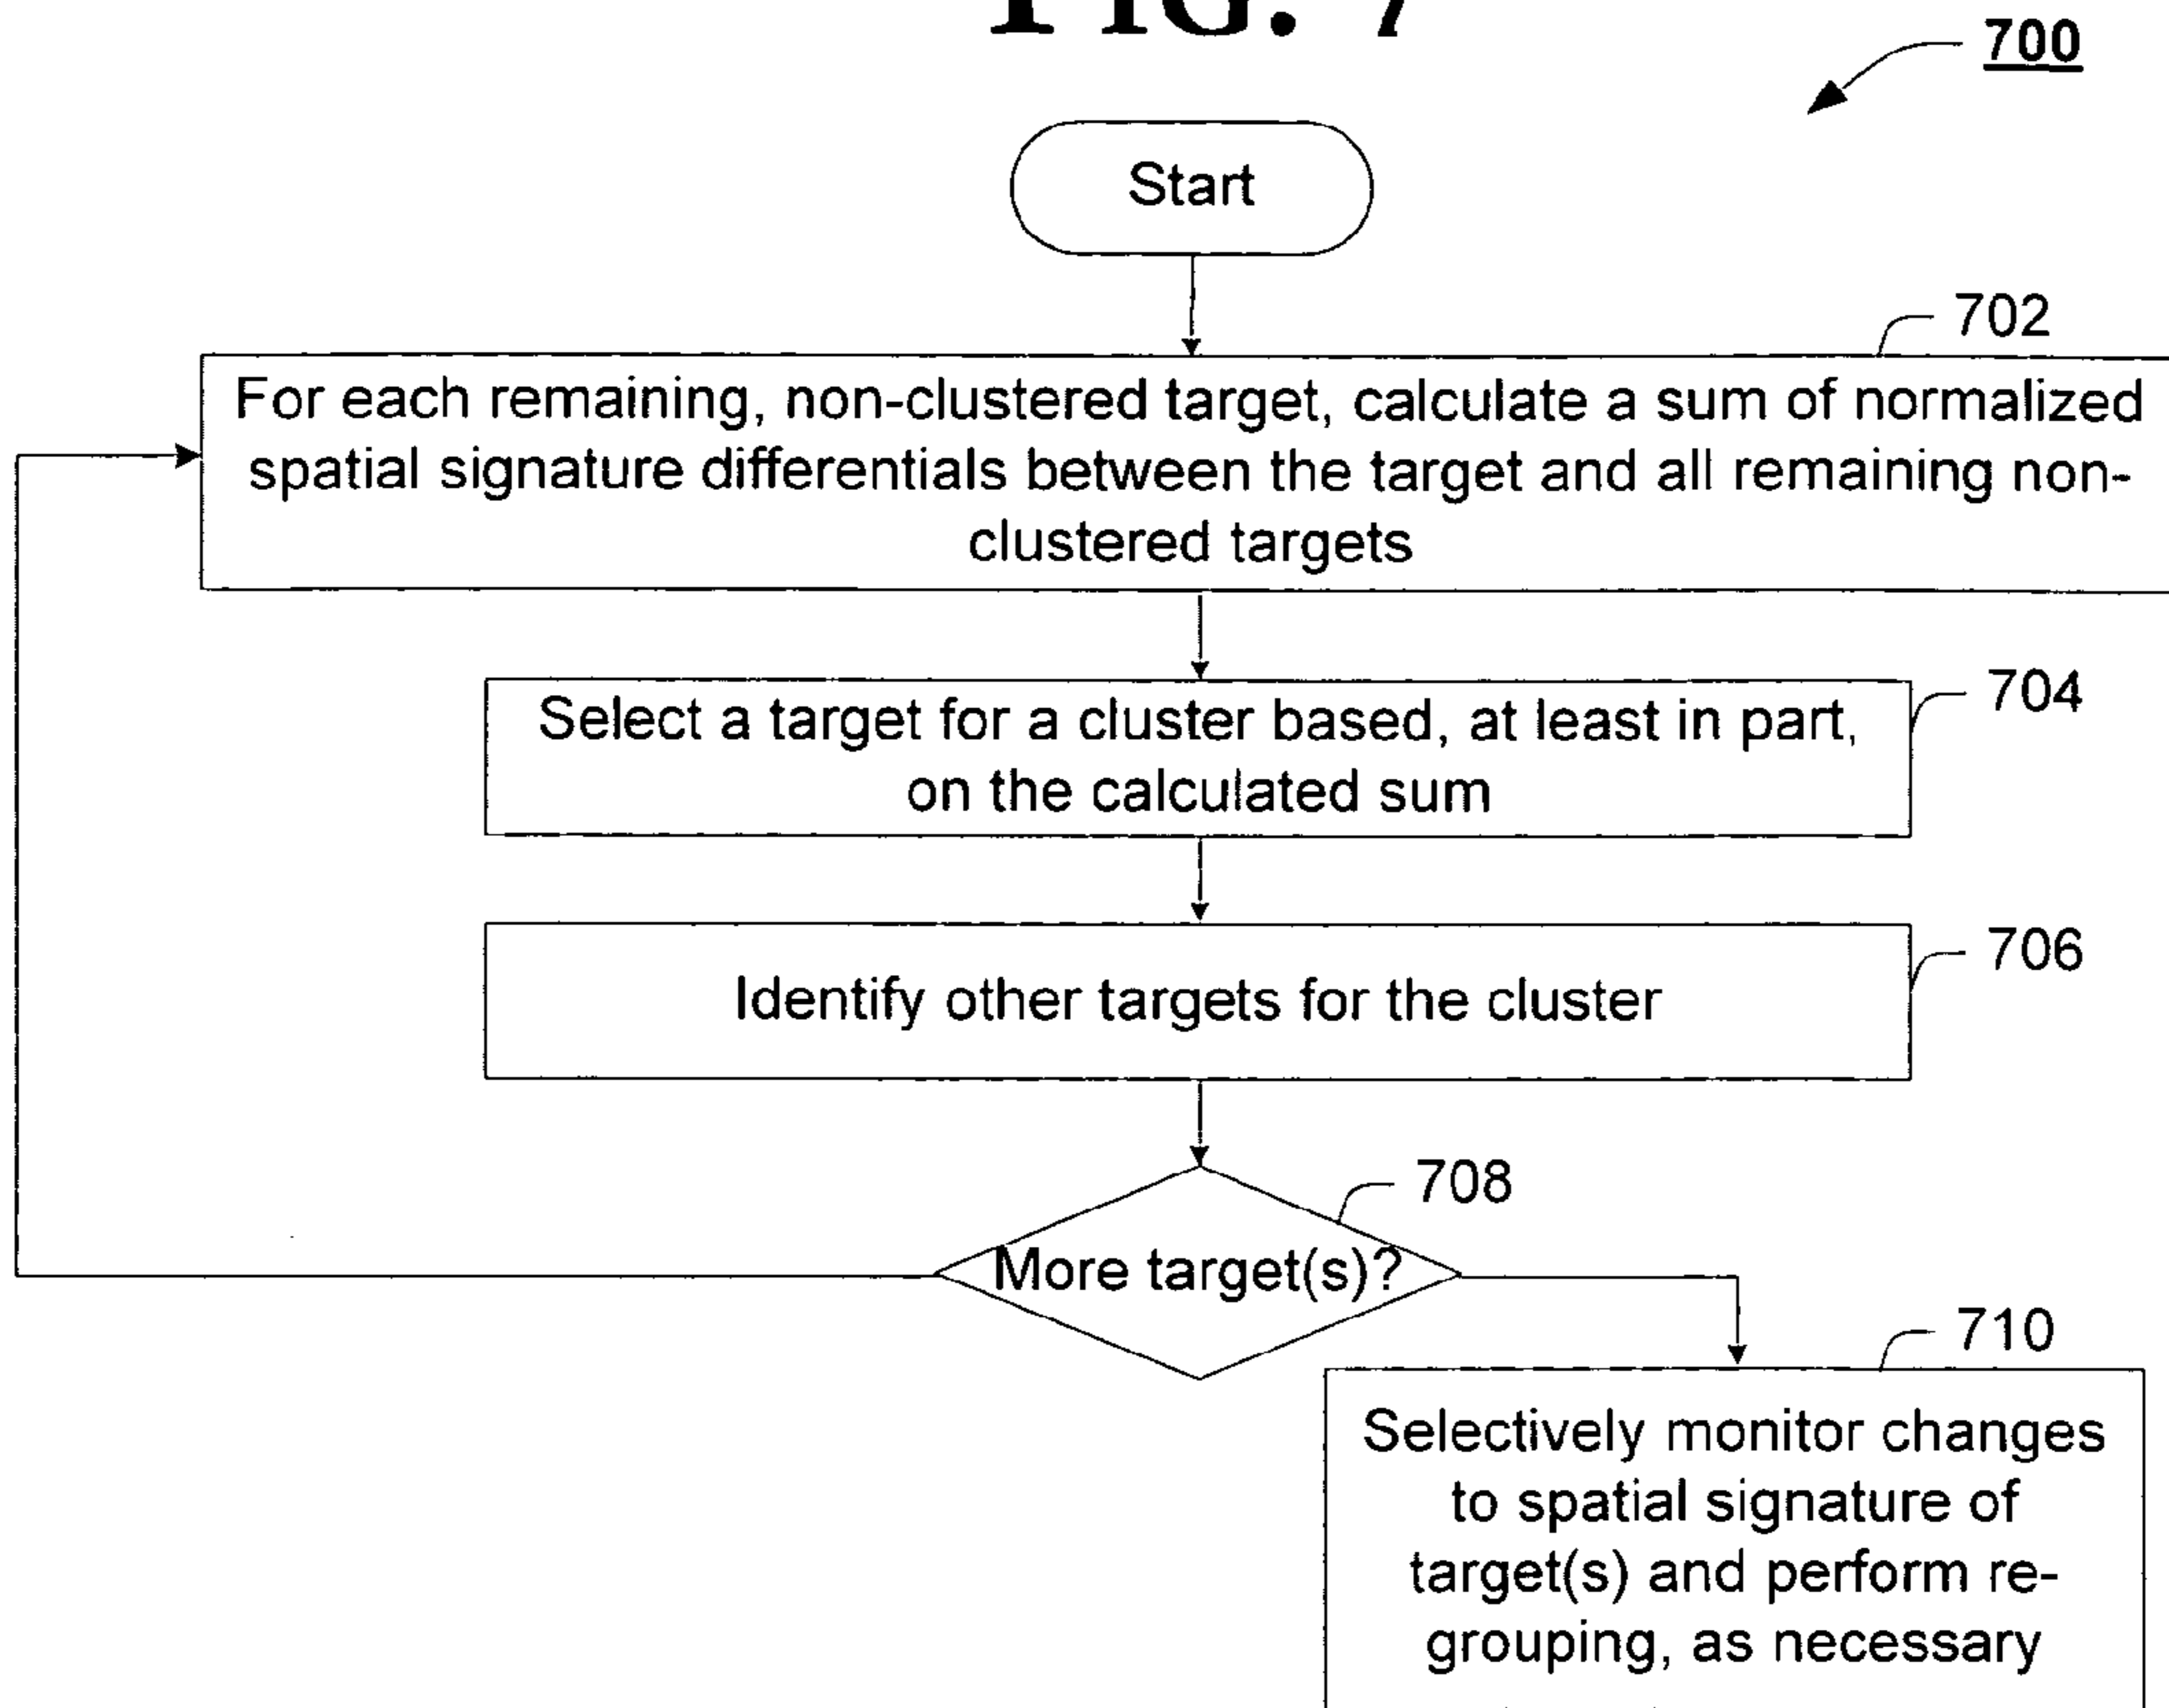 FIG. 7
700
Start
702
For each remaining, non-clustered target, calculate a sum of normalized
spatial signature differentials between the target and all remaining non-
clustered targets
704
Select a target for a cluster based, at least in part,
on the calculated sum
706
Identify other targets for the cluster
708
More target(s)?
710
Selectively monitor changes
to spatial signature of
target(s) and perform re-
grouping, as necessary